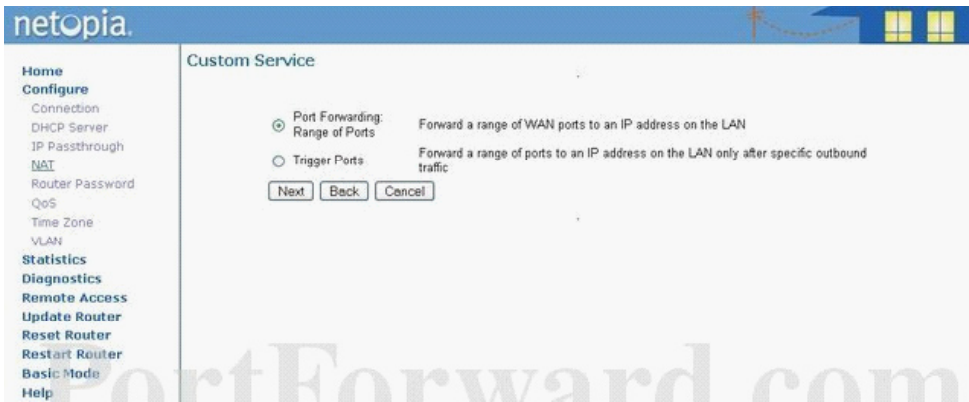 netopia.
Home
Configure
Connection
DHCP Server
IP Passthrough
NAT
Router Password
QoS
Time Zone
VLAN
Statistics
Diagnostics
Remote Access
Update Router
Reset Router
Restart Router
Basic Mode
Help
Custom Service
Port Forwarding:
Range of Ports
Forward a range of WAN ports to an IP address on the LAN
Trigger Ports
Forward a range of ports to an IP address on the LAN only after specific outbound
traffic
Next Back Cancel
PortForward.com